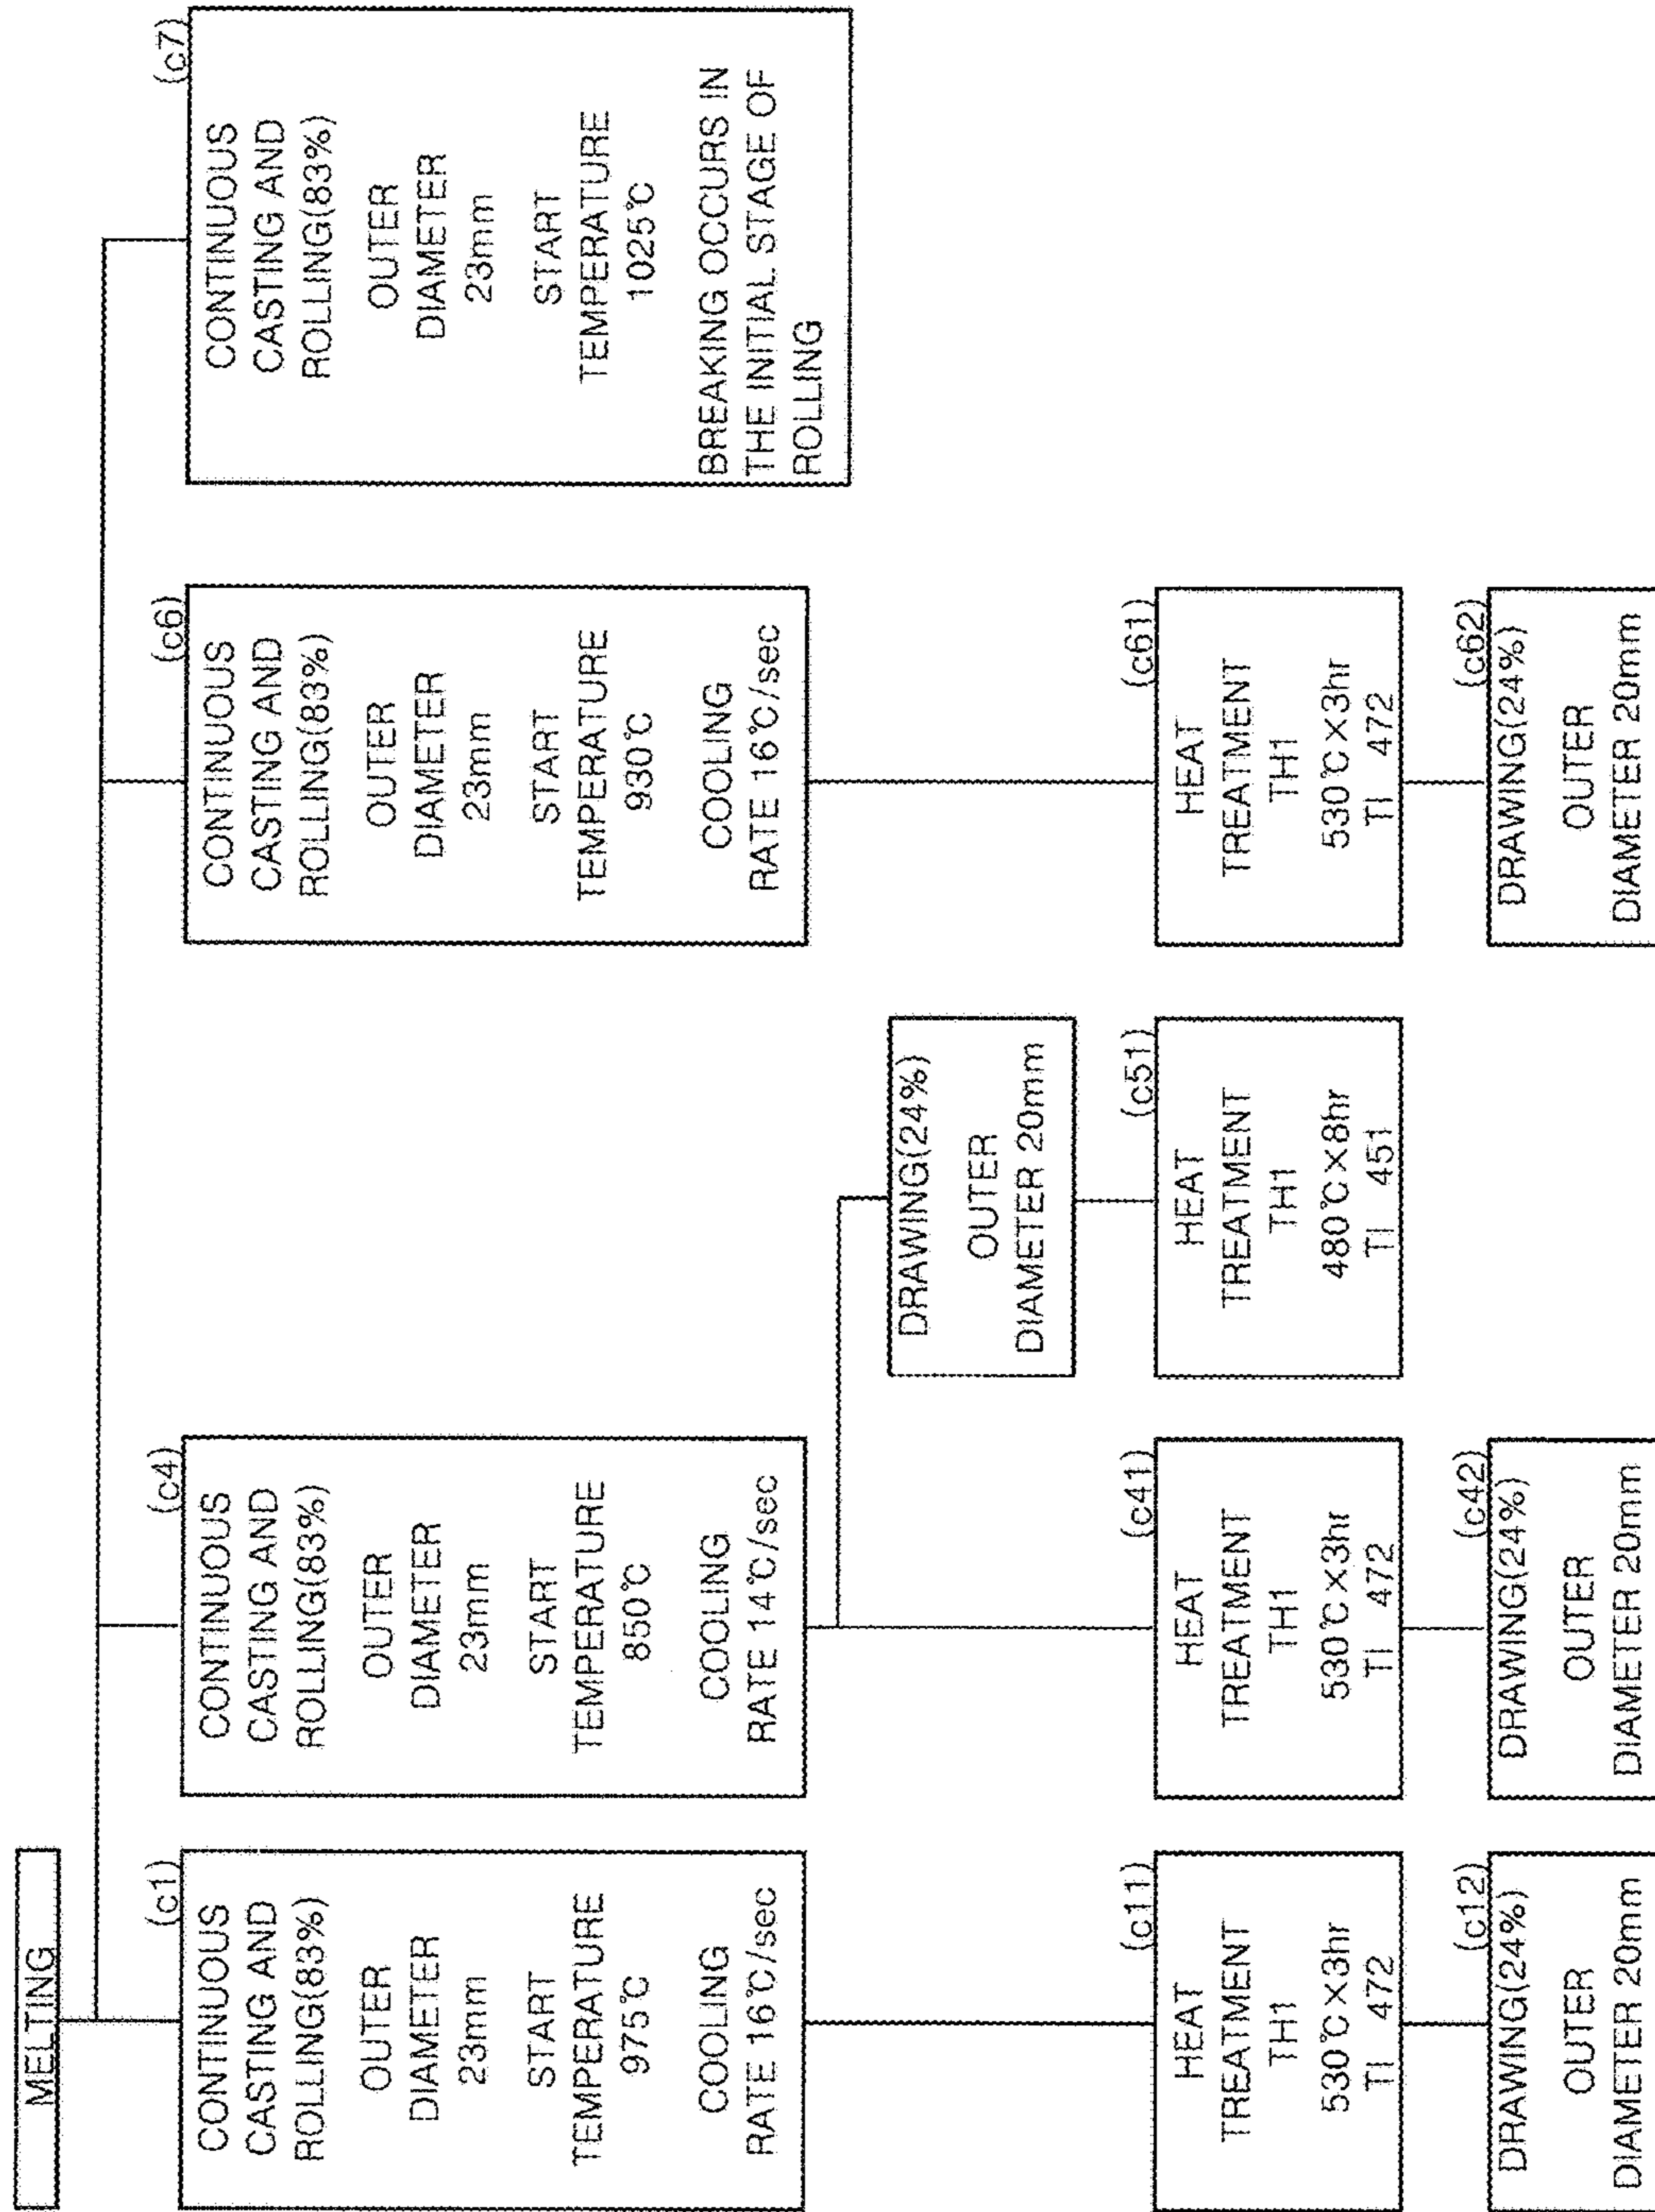 MELTING
(c1)
CONTINUOUS
CASTING AND
ROLLING(83%)
OUTER
DIAMETER
23mm
START
TEMPERATURE
975℃
COOLING
RATE 16℃/sec
(c4)
CONTINUOUS
CASTING AND
ROLLING(83%)
OUTER
DIAMETER
23mm
START
TEMPERATURE
850℃
COOLING
RATE 14℃/sec
(c6)
CONTINUOUS
CASTING AND
ROLLING(83%)
OUTER
DIAMETER
23mm
START
TEMPERATURE
930℃
COOLING
RATE 16℃/sec
(c7)
CONTINUOUS
CASTING AND
ROLLING(83%)
OUTER
DIAMETER
23mm
START
TEMPERATURE
1025℃
BREAKING OCCURS IN
THE INITIAL STAGE OF
ROLLING
DRAWING(24%)
OUTER
DIAMETER 20mm
(c11)
HEAT
TREATMENT
TH1
530℃×3hr
TI 472
(c41)
HEAT
TREATMENT
TH1
530℃×3hr
TI 472
(c51)
HEAT
TREATMENT
TH1
480℃×8hr
TI 451
(c61)
HEAT
TREATMENT
TH1
530℃×3hr
TI 472
(c12)
DRAWING(24%)
OUTER
DIAMETER 20mm
(c42)
DRAWING(24%)
OUTER
DIAMETER 20mm
(c62)
DRAWING(24%)
OUTER
DIAMETER 20mm